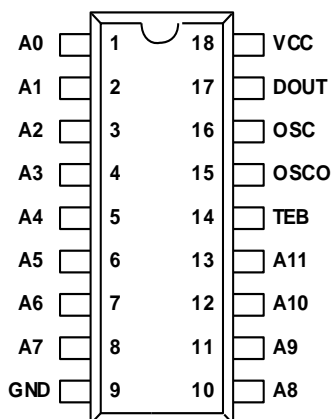 A0 1 18 VCC
A1 2 17 DOUT
A2 3 16 OSC
A3 4 15 OSCO
A4 5 14 TEB
A5 6 13 A11
A6 7 12 A10
A7 8 11 A9
GND 9 10 A8